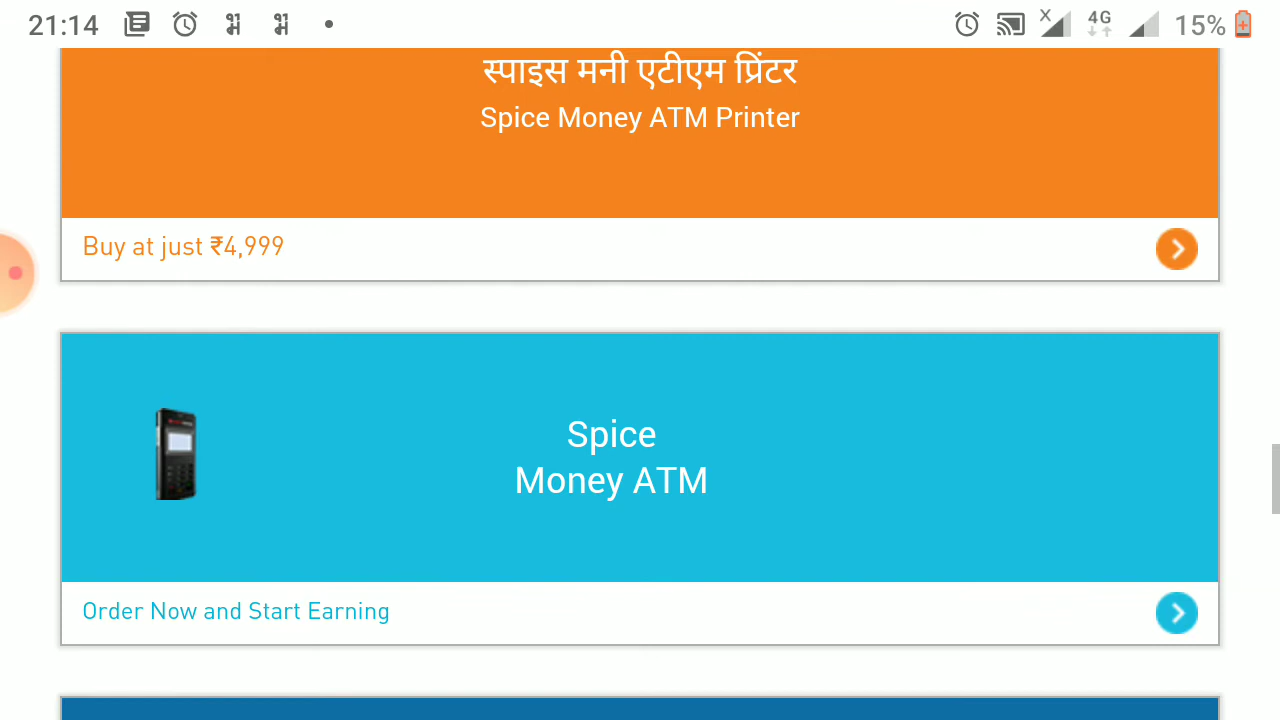 21:14
X
4G
15%
स्पाइस मनी एटीएम प्रिंटर
Spice Money ATM Printer
Buy at just ₹4,999
Spice
Money ATM
Order Now and Start Earning